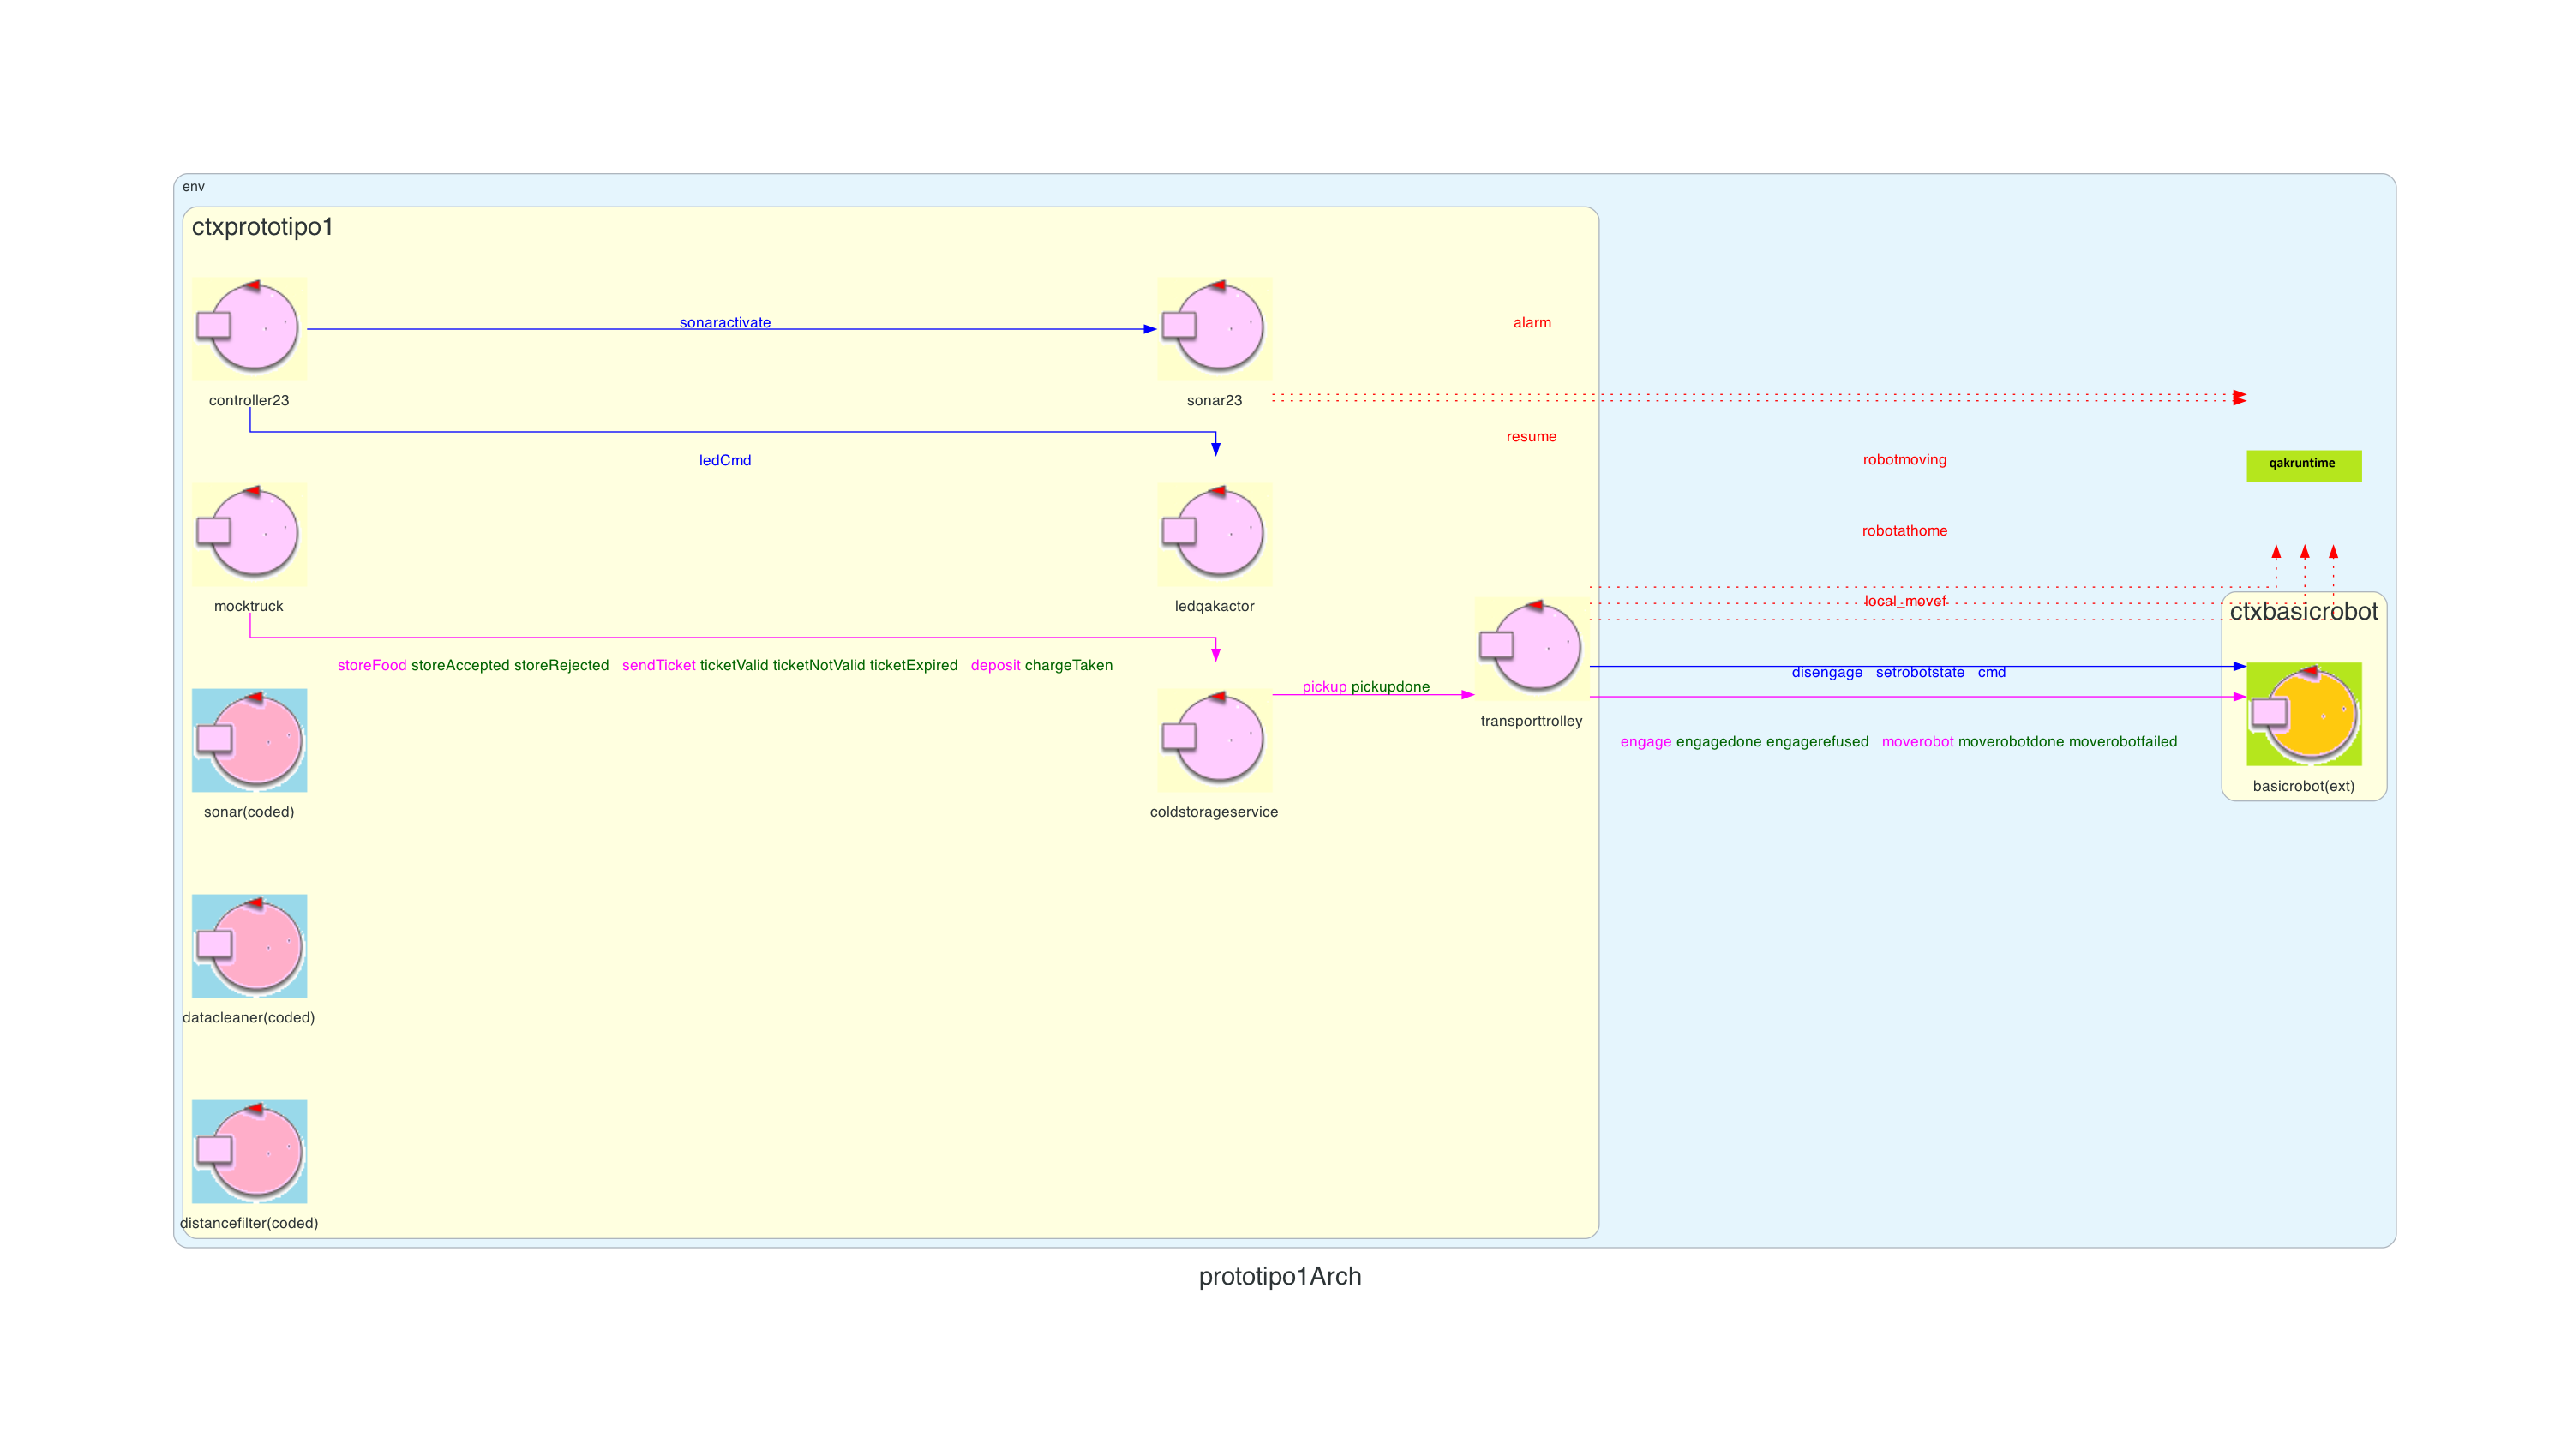 env
ctxprototipo1
sonaractivate
alarm
controller23
sonar23
resume
ledCmd
robotmoving
qakruntime
robotathome
mocktruck
ledqakactor
local_movef
ctxbasicrobot
storeFood storeAccepted storeRejected sendTicket ticketValid ticketNotValid ticketExpired deposit chargeTaken
disengage setrobotstate cmd
pickup pickupdone
transporttrolley
engage engagedone engagerefused moverobot moverobotdone moverobotfailed
basicrobot(ext)
sonar(coded)
coldstorageservice
datacleaner(coded)
distancefilter(coded)
prototipo1Arch